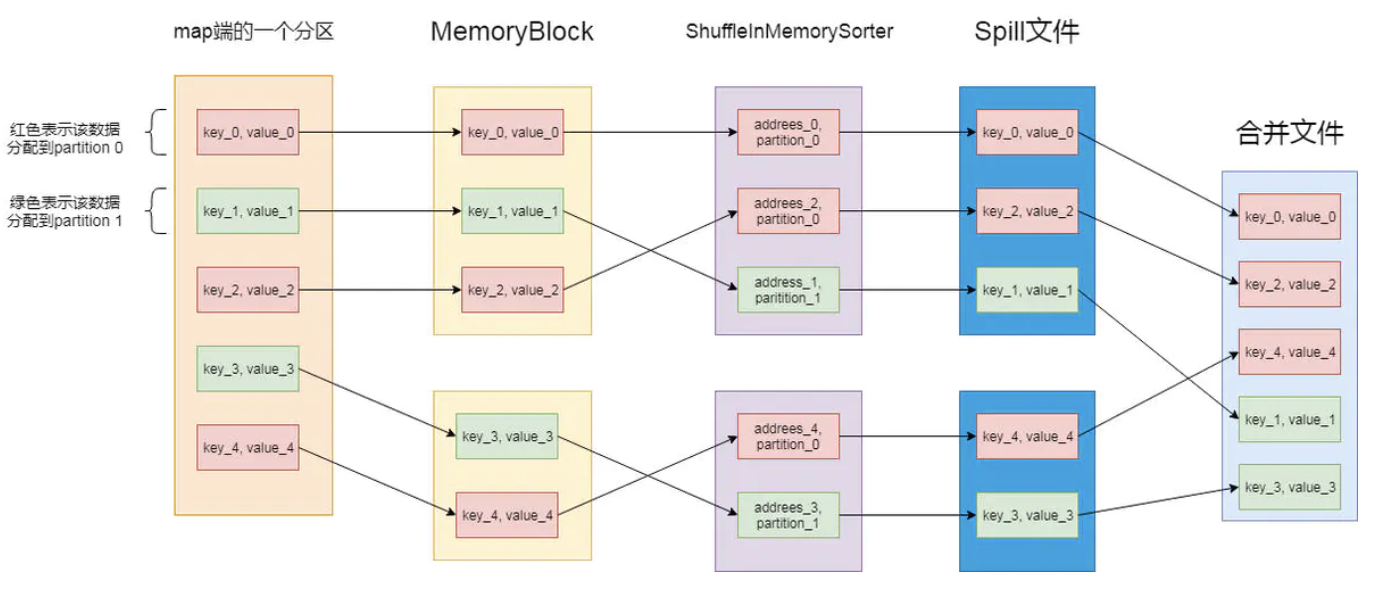 map端的一个分区
MemoryBlock
ShuffleInMemorySorter
Spill文件
合并文件
红色表示该数据
分配到partition 0
绿色表示该数据
分配到partition 1
key_0, value_0
key_1, value_1
key_2, value_2
key_3, value_3
key_4, value_4
key_0, value_0
key_1, value_1
key_2, value_2
key_3, value_3
key_4, value_4
addrees_0,
partition_0
addrees_2,
partition_0
address_1,
paritition_1
addrees_4,
partition_0
addrees_3,
partition_1
key_0, value_0
key_2, value_2
key_1, value_1
key_4, value_4
key_3, value_3
key_0, value_0
key_2, value_2
key_4, value_4
key_1, value_1
key_3, value_3